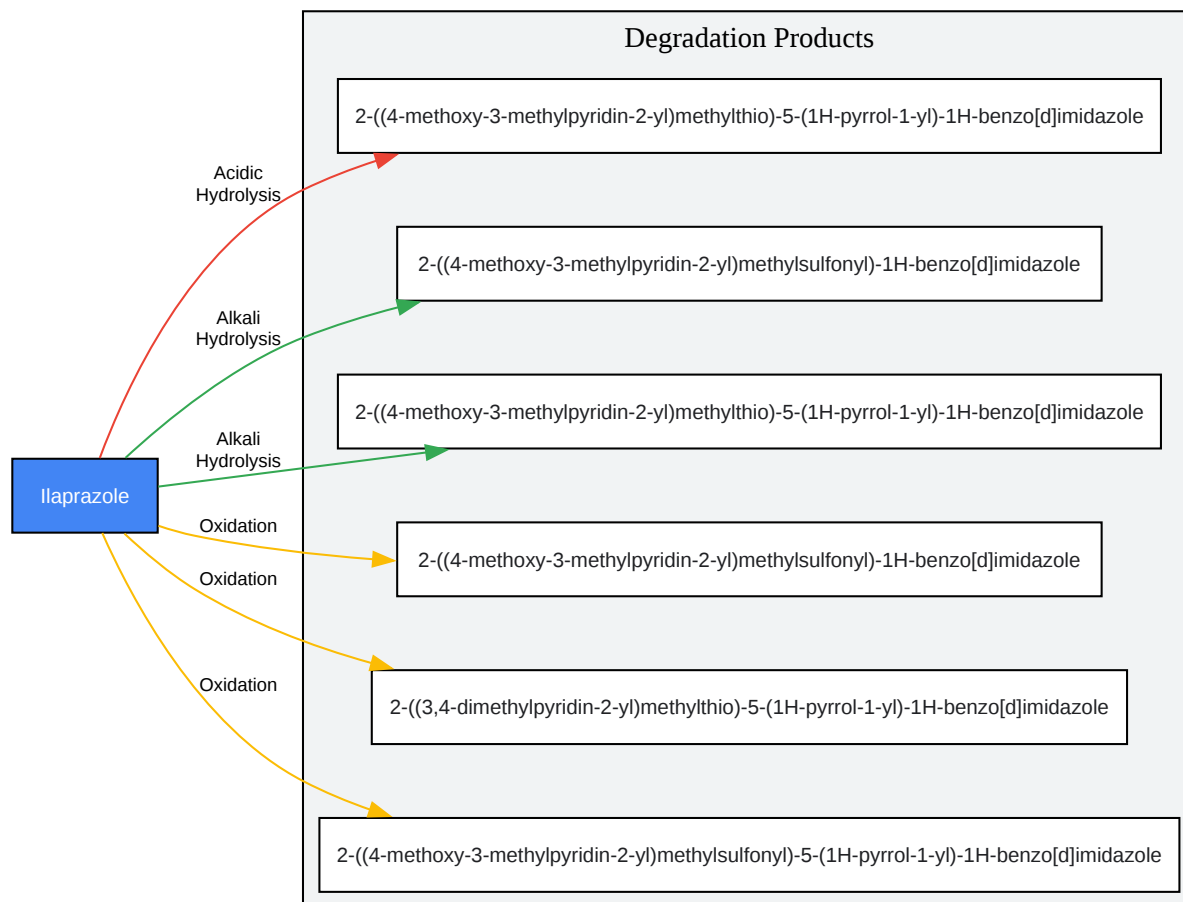 Degradation Products
2-((4-methoxy-3-methylpyridin-2-yl)methylthio)-5-(1H-pyrrol-1-yl)-1H-benzo[d]imidazole
Acidic
Hydrolysis
2-((4-methoxy-3-methylpyridin-2-yl)methylsulfonyl)-1H-benzo[d]imidazole
Alkali
Hydrolysis
2-((4-methoxy-3-methylpyridin-2-yl)methylthio)-5-(1H-pyrrol-1-yl)-1H-benzo[d]imidazole
Alkali
Hydrolysis
Ilaprazole
Oxidation
2-((4-methoxy-3-methylpyridin-2-yl)methylsulfonyl)-1H-benzo[d]imidazole
Oxidation
2-((3,4-dimethylpyridin-2-yl)methylthio)-5-(1H-pyrrol-1-yl)-1H-benzo[d]imidazole
Oxidation
2-((4-methoxy-3-methylpyridin-2-yl)methylsulfonyl)-5-(1H-pyrrol-1-yl)-1H-benzo[d]imidazole